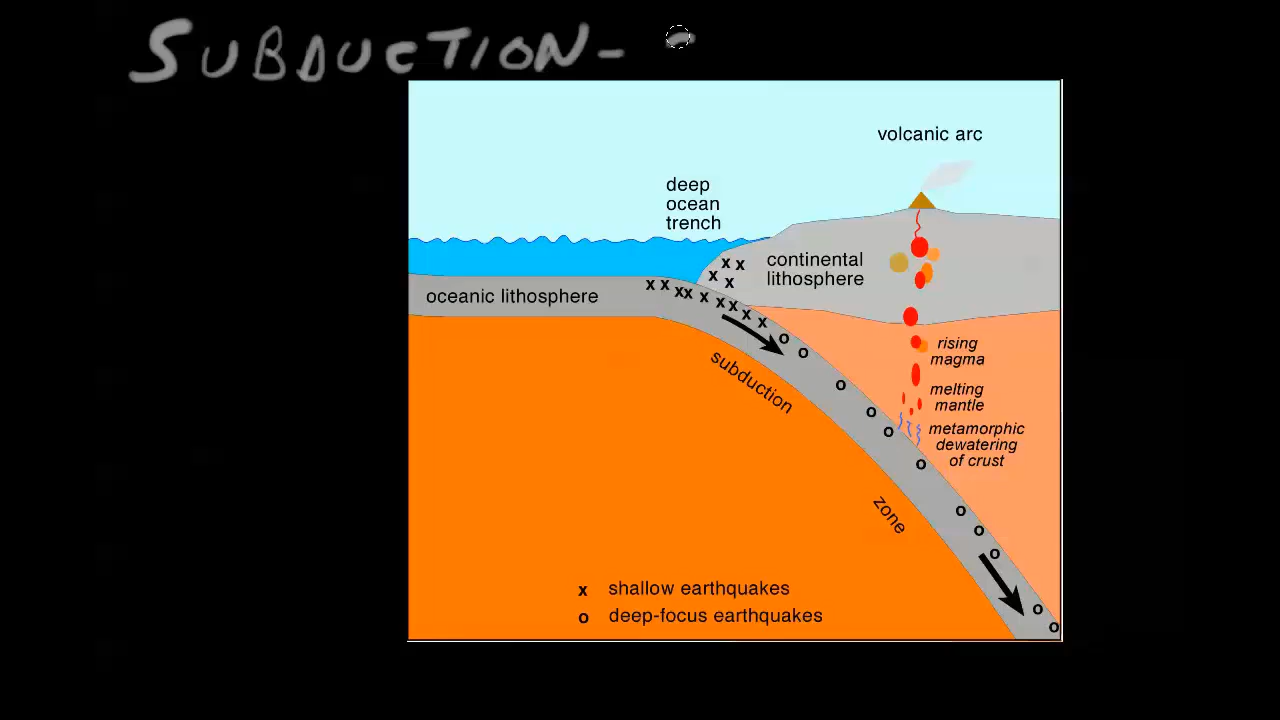 SUBDUCTION-
volcanic arc
deep
ocean
trench
continental
lithosphere
oceanic lithosphere
rising
magma
subduction
melting
mantle
metamorphic
dewatering
of crust
zone
x shallow earthquakes
o deep-focus earthquakes